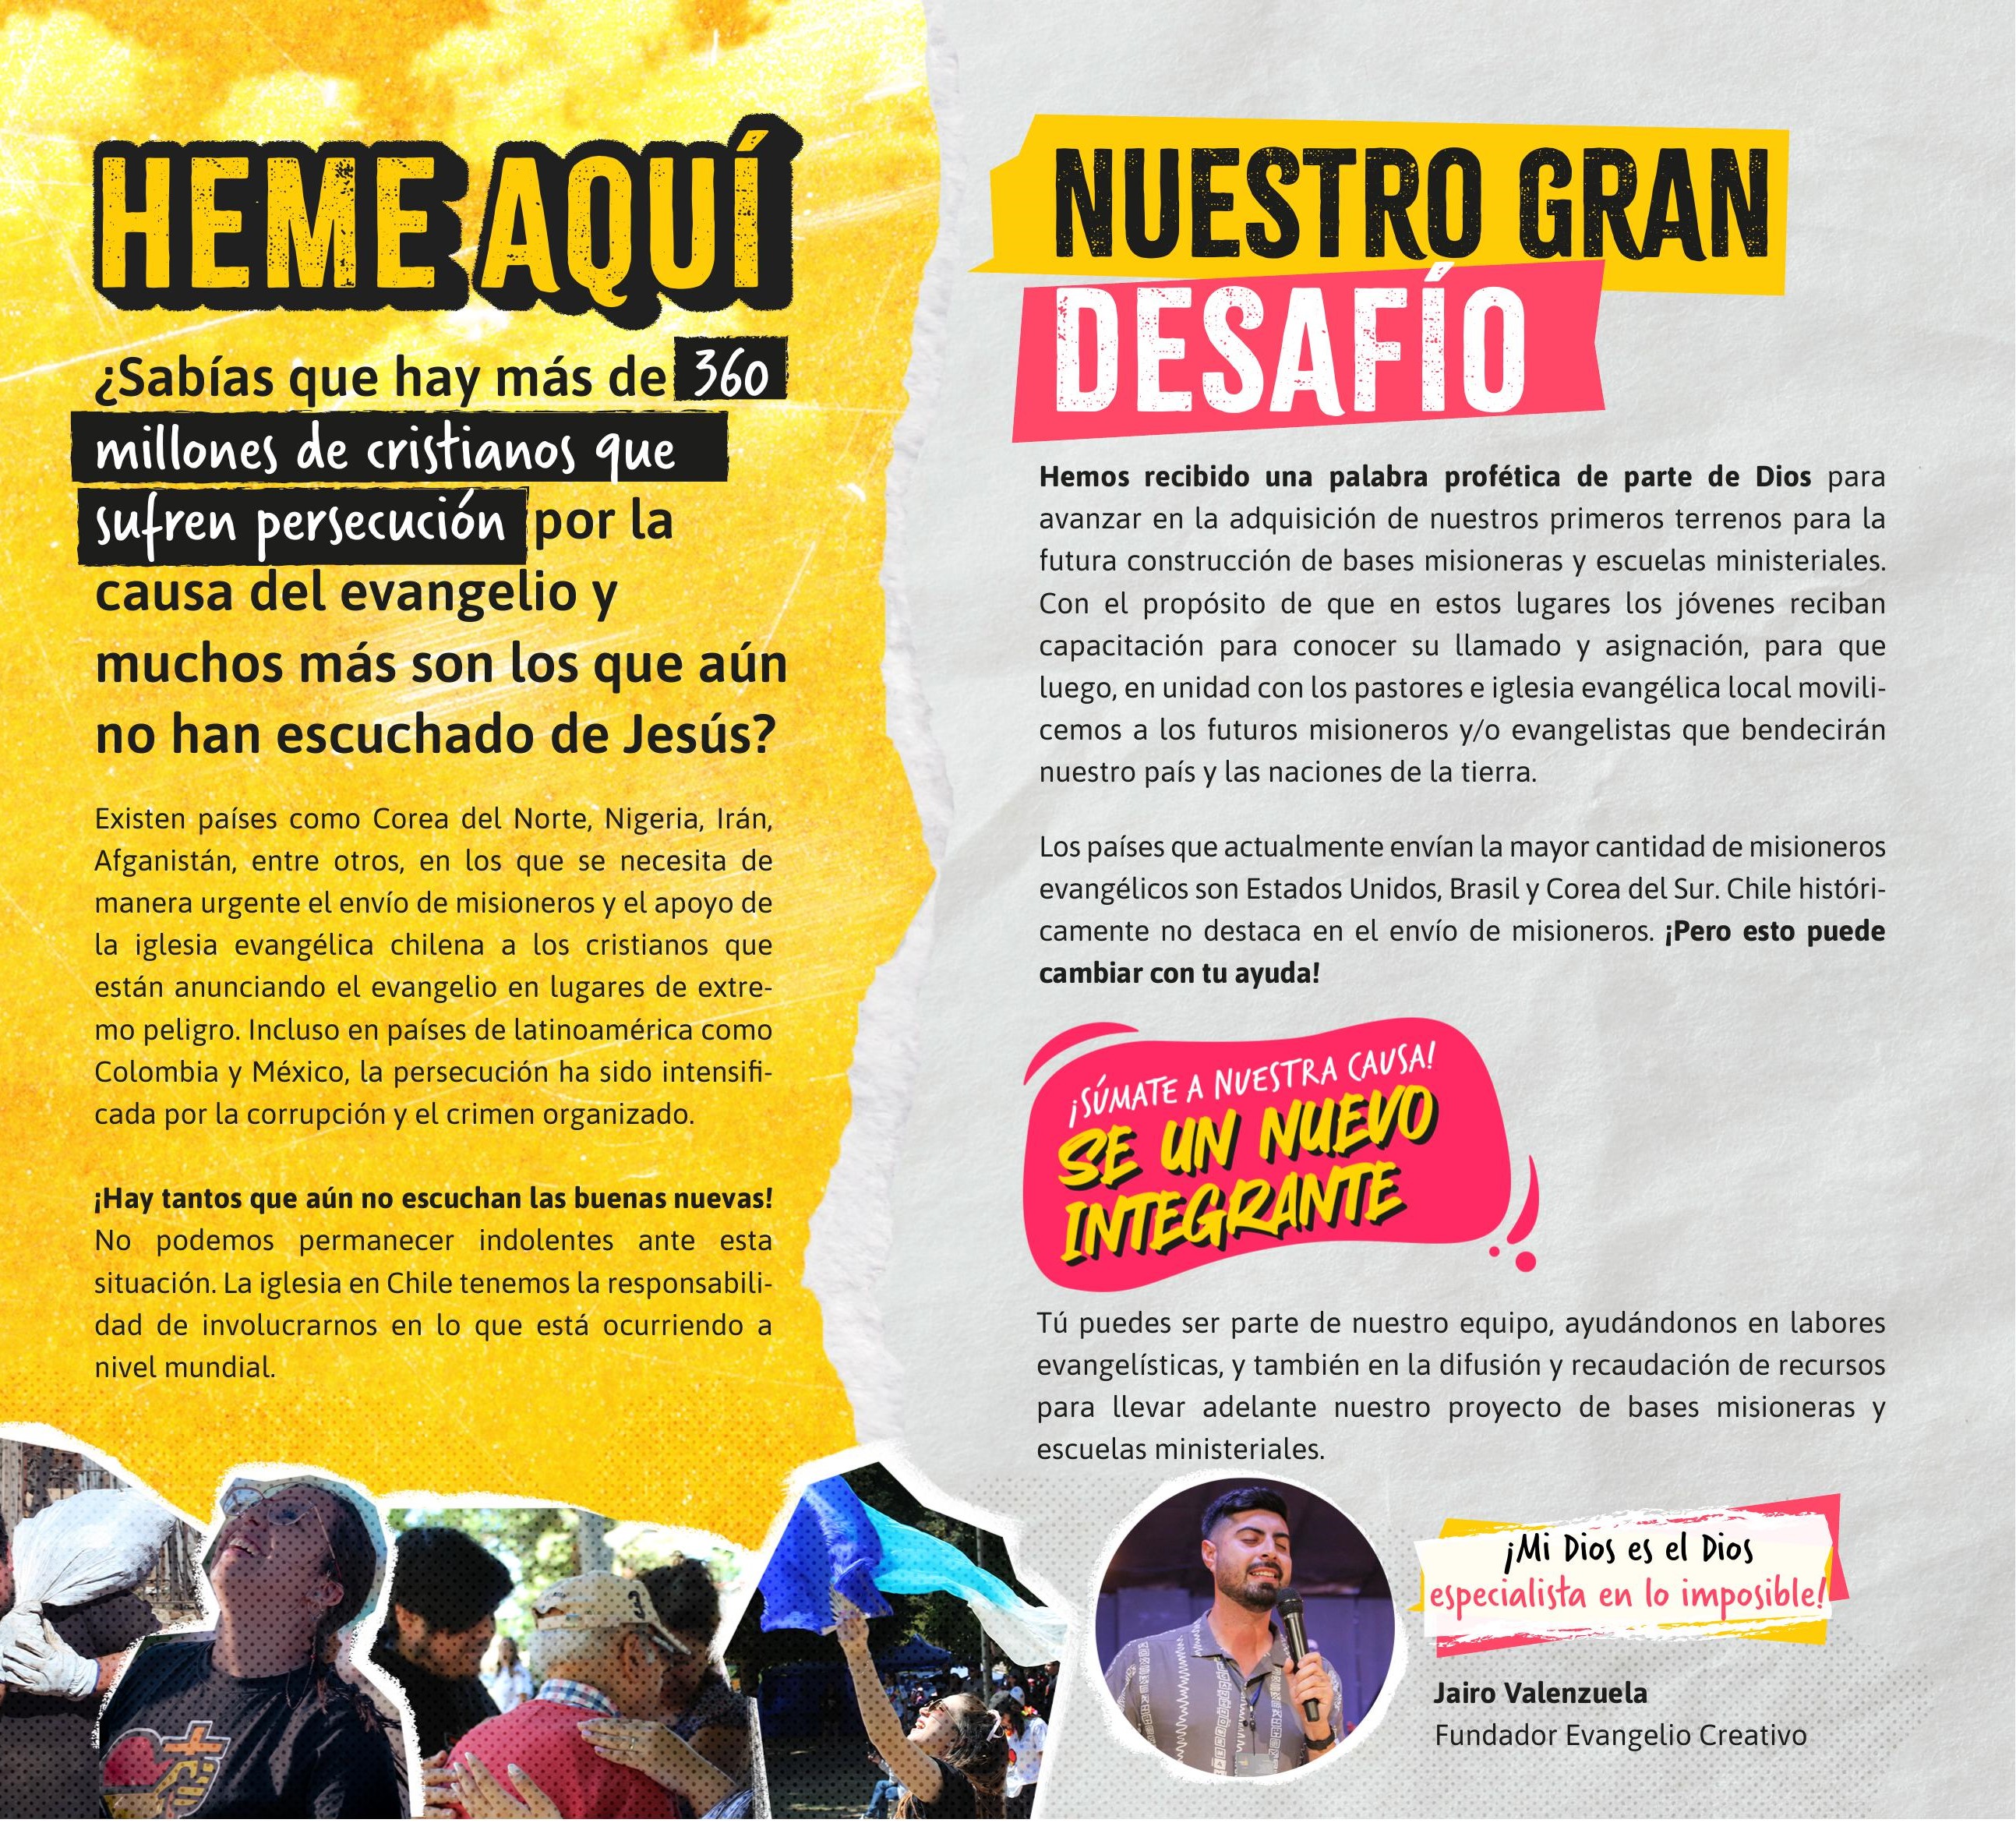 HEME AQUÍ
¿Sabías que hay más de 360
millones de cristianos que
sufren persecución por la
causa del evangelio y
muchos más son los que aún
no han escuchado de Jesús?
Existen países como Corea del Norte, Nigeria, Irán,
Afganistán, entre otros, en los que se necesita de
manera urgente el envío de misioneros y el apoyo de
la iglesia evangélica chilena a los cristianos que
están anunciando el evangelio en lugares de extre-
mo peligro. Incluso en países de latinoamérica como
Colombia y México, la persecución ha sido intensifi-
cada por la corrupción y el crimen organizado.
¡Hay tantos que aún no escuchan las buenas nuevas!
No podemos permanecer indolentes ante esta
situación. La iglesia en Chile tenemos la responsabili-
dad de involucrarnos en lo que está ocurriendo a
nivel mundial.
NUESTRO GRAN
DESAFÍO
Hemos recibido una palabra profética de parte de Dios para
avanzar en la adquisición de nuestros primeros terrenos para la
futura construcción de bases misioneras y escuelas ministeriales.
Con el propósito de que en estos lugares los jóvenes reciban
capacitación para conocer su llamado y asignación, para que
luego, en unidad con los pastores e iglesia evangélica local movili-
cemos a los futuros misioneros y/o evangelistas que bendecirán
nuestro país y las naciones de la tierra.
Los países que actualmente envían la mayor cantidad de misioneros
evangélicos son Estados Unidos, Brasil y Corea del Sur. Chile históri-
camente no destaca en el envío de misioneros. ¡Pero esto puede
cambiar con tu ayuda!
¡SÚMATE A NUESTRA CAUSA!
SE UN NUEVO
INTEGRANTE
Tú puedes ser parte de nuestro equipo, ayudándonos en labores
evangelísticas, y también en la difusión y recaudación de recursos
para llevar adelante nuestro proyecto de bases misioneras y
escuelas ministeriales.
¡Mi Dios es el Dios
especialista en lo imposible!
Jairo Valenzuela
Fundador Evangelio Creativo